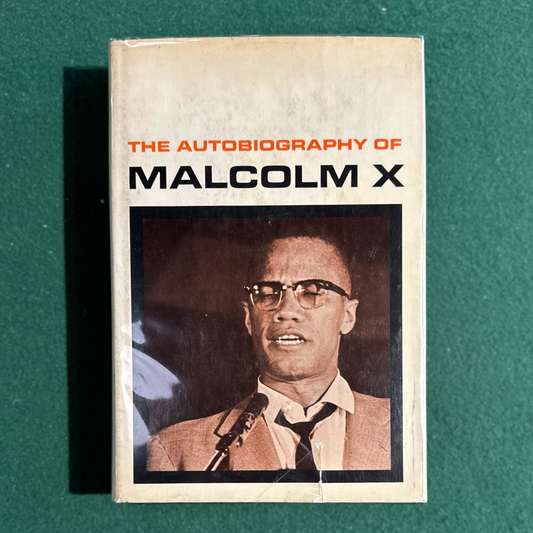 THE AUTOBIOGRAPHY OF
MALCOLM X